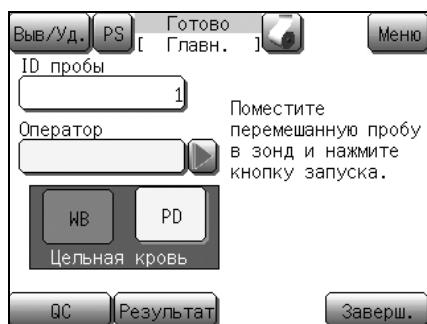 Выв/Уд. PS Готово Меню
[ Главн. ]
ID пробы
1
Поместите
Оператор перемешанную пробу
в зонд и нажмите
кнопку запуска.
WB PD
Цельная кровь
QC Результат Заверш.